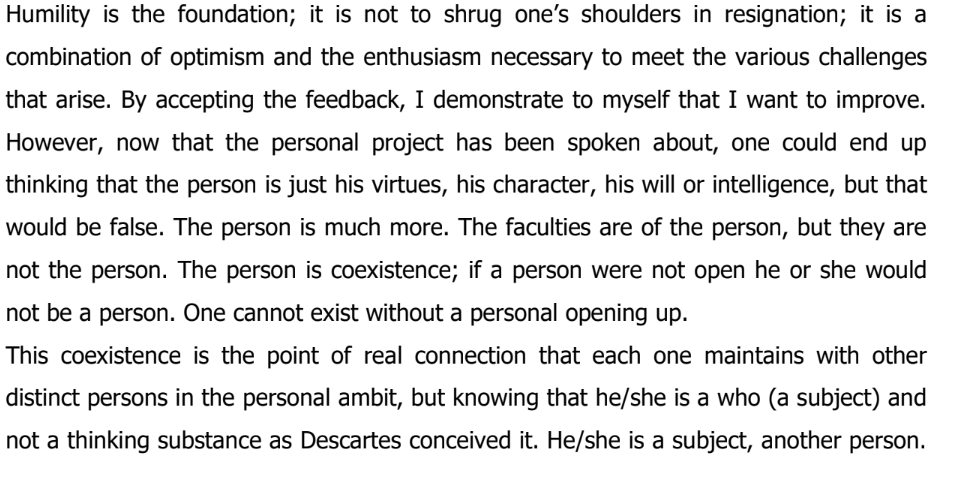 Humility is the foundation; it is not to shrug one’s shoulders in resignation; it is a
combination of optimism and the enthusiasm necessary to meet the various challenges
that arise. By accepting the feedback, I demonstrate to myself that I want to improve.
However, now that the personal project has been spoken about, one could end up
thinking that the person is just his virtues, his character, his will or intelligence, but that
would be false. The person is much more. The faculties are of the person, but they are
not the person. The person is coexistence; if a person were not open he or she would
not be a person. One cannot exist without a personal opening up.
This coexistence is the point of real connection that each one maintains with other
distinct persons in the personal ambit, but knowing that he/she is a who (a subject) and
not a thinking substance as Descartes conceived it. He/she is a subject, another person.